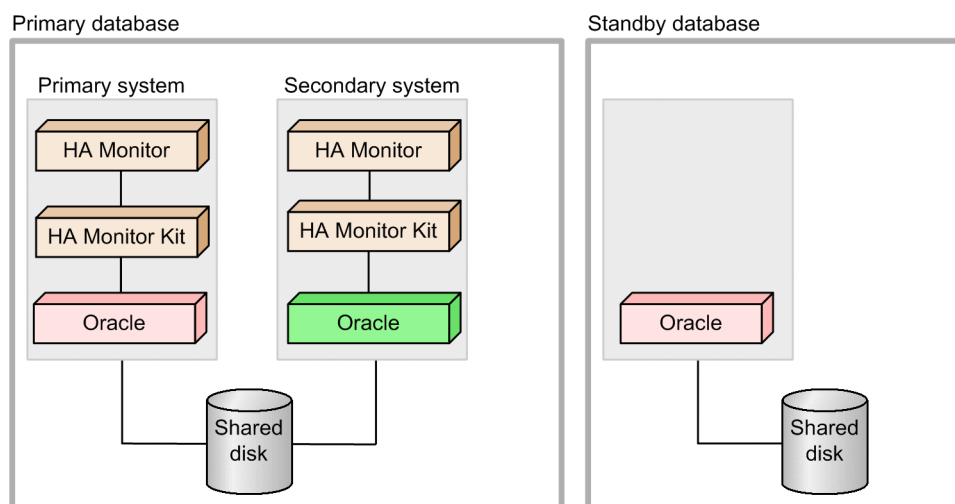 Primary database
Standby database
Primary system
Secondary system
HA Monitor
HA Monitor
HA Monitor Kit
HA Monitor Kit
Oracle
Oracle
Oracle
Shared
disk
Shared
disk